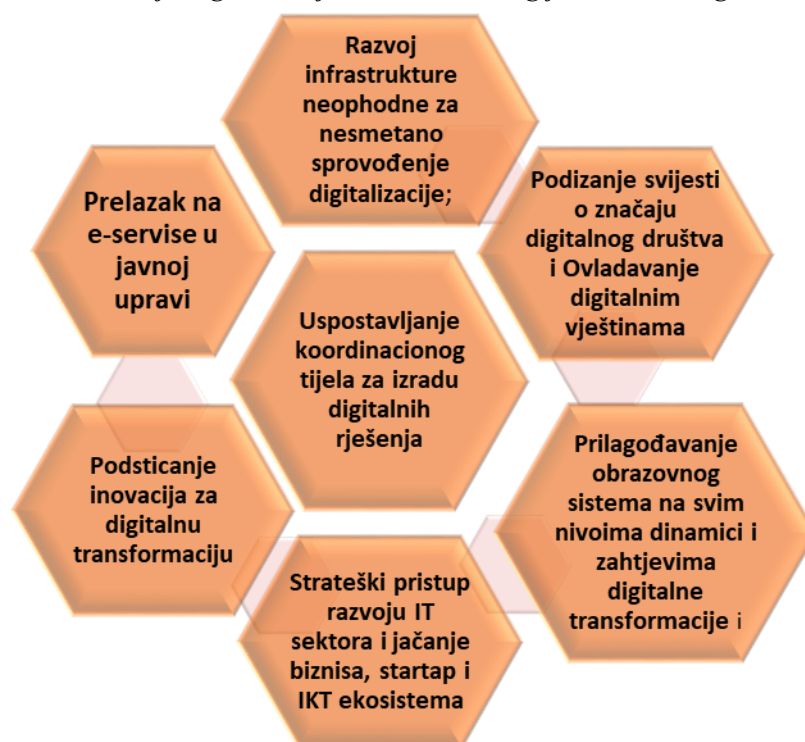 Razvoj
infrastrukture
neophodne za
nesmetano
sprovođenje
digitalizacije;
Podizanje svijesti
o značaju
digitalnog društva
i Ovladavanje
digitalnim
vještinama
Prelazak na
e-servise u
javnoj
upravi
Uspostavljanje
koordinacionog
tijela za izradu
digitalnih
rješenja
Prilagođavanje
obrazovnog
sistema na svim
nivoima dinamici i
zahtjevima
digitalne
transformacije i
Podsticanje
inovacija za
digitalnu
transformaciju
Strateški pristup
razvoju IT
sektora i jačanje
biznisa, startap i
IKT ekosistema